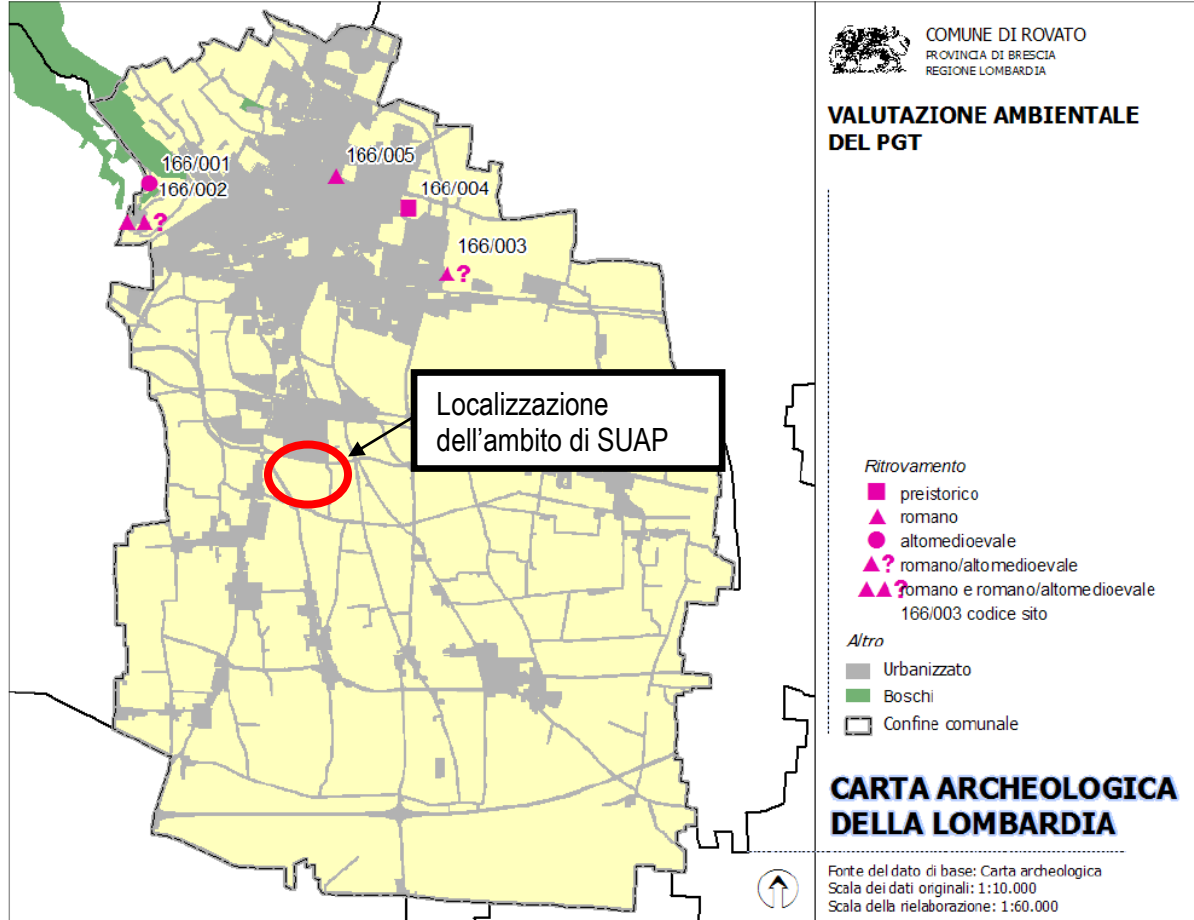 COMUNE DI ROVATO
PROVINCIA DI BRESCIA
REGIONE LOMBARDIA
VALUTAZIONE AMBIENTALE
DEL PGT
166/001
166/002
166/005
166/004
166/003
?
?
Localizzazione
dell'ambito di SUAP
Ritrovamento
preistorico
romano
altomedioevale
? romano/altomedioevale
? romano e romano/altomedioevale
166/003 codice sito
Altro
Urbanizzato
Boschi
Confine comunale
CARTA ARCHEOLOGICA
DELLA LOMBARDIA
Fonte del dato di base: Carta archeologica
Scala dei dati originali: 1:10.000
Scala della rielaborazione: 1:60.000